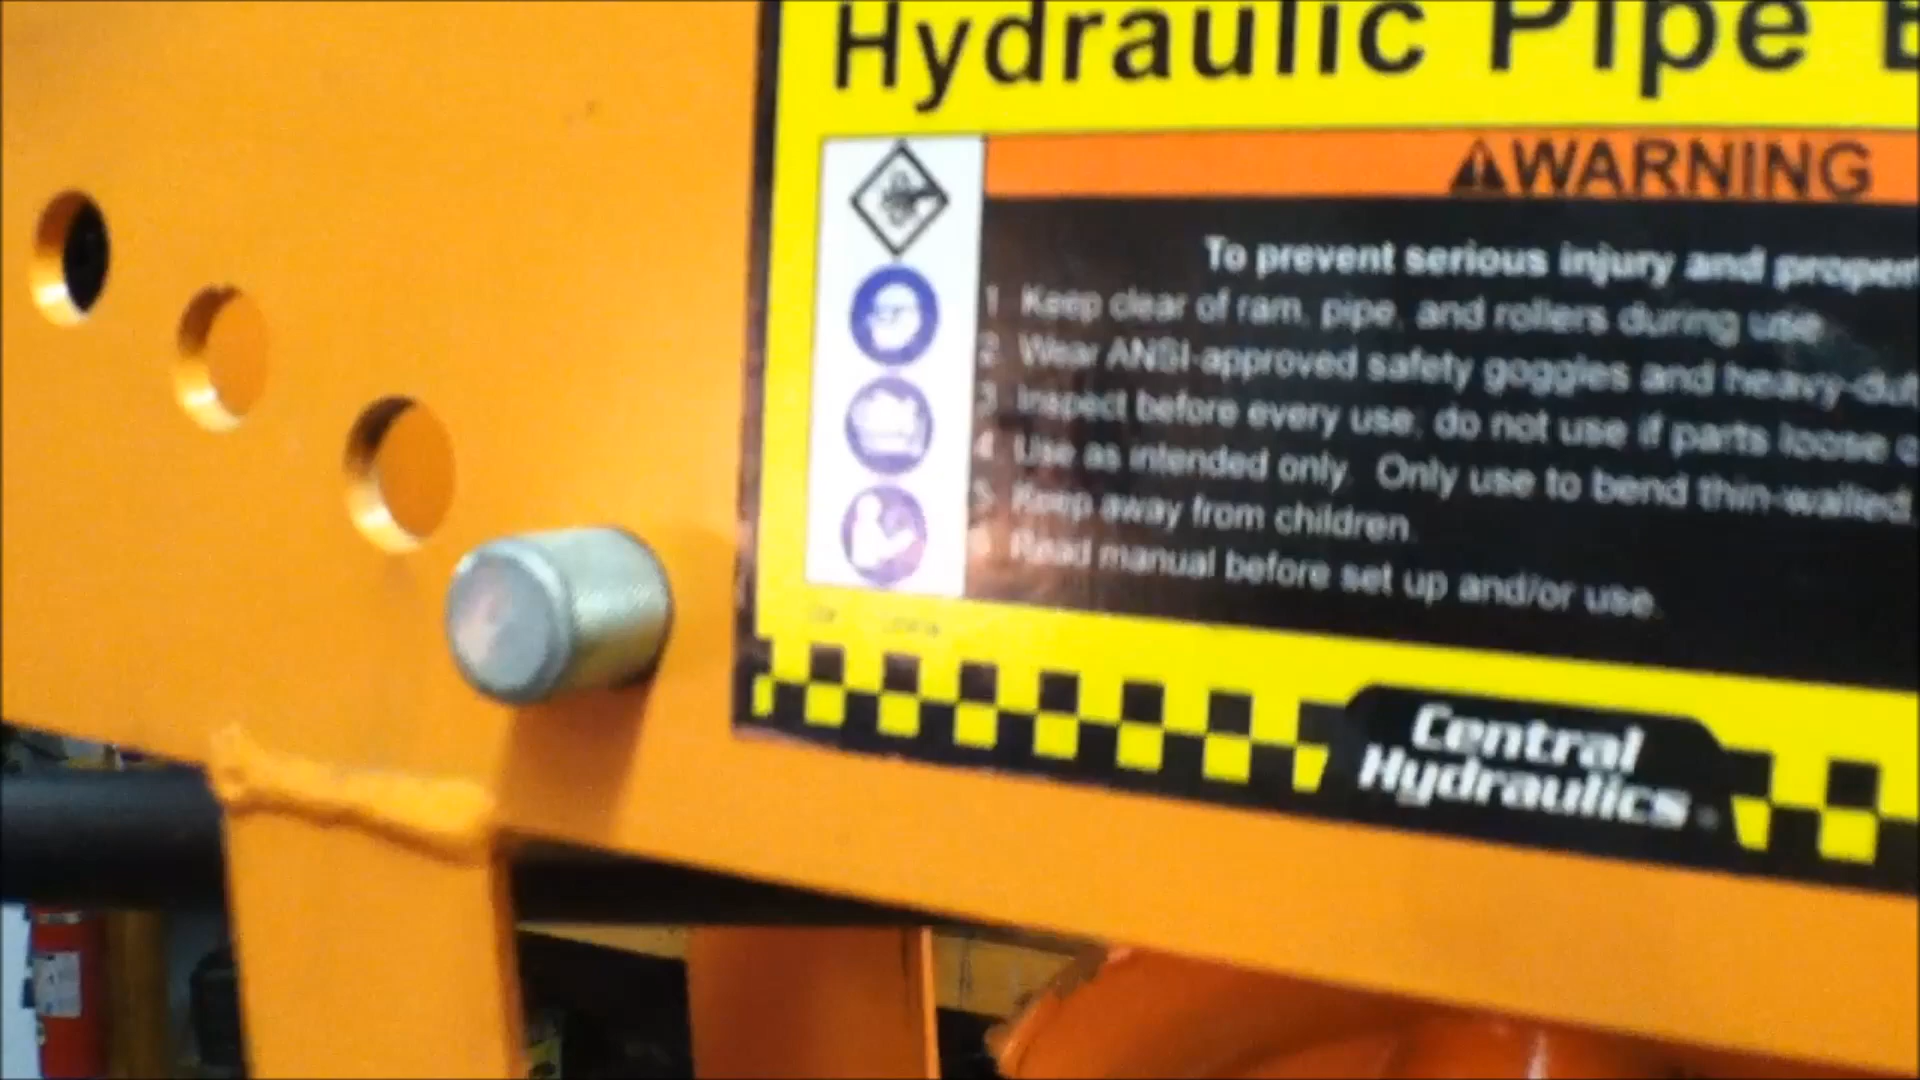 Hydraulic Pipe
WARNING
To prevent serious injury and proper
1 Keep clear of ram, pipe, and rollers during use
2 Wear ANSI-approved safety goggles and heavy-dut
3 Inspect before every use; do not use if parts loose
4 Use as intended only. Only use to bend thin-walled
5 Keep away from children.
6 Read manual before set up and/or use.
Central
Hydraulics